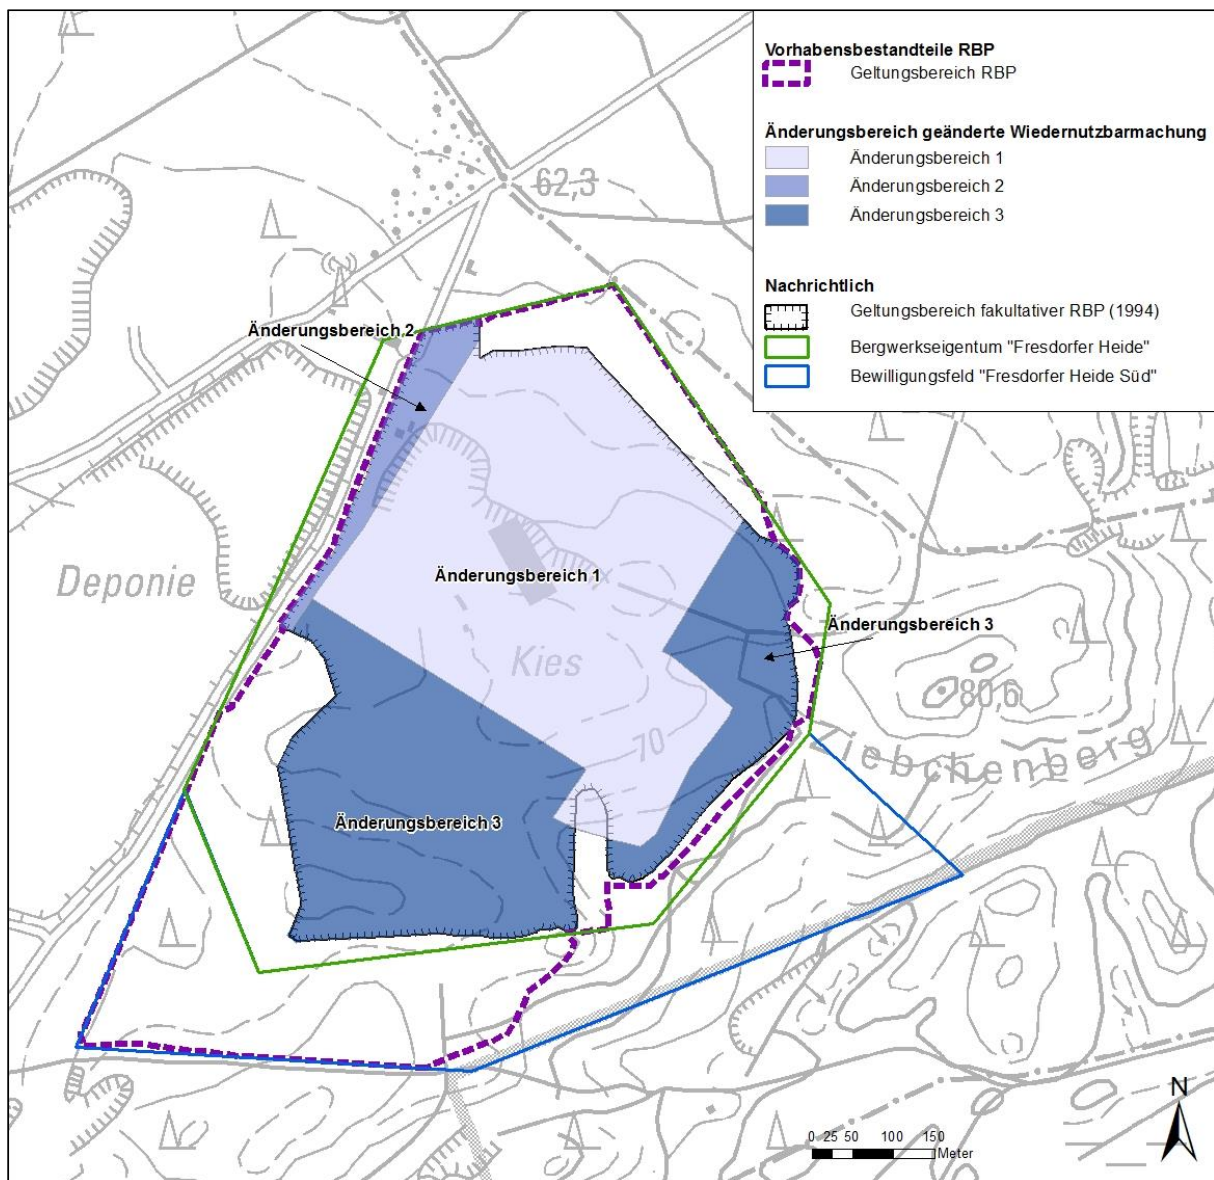 Vorhabensbestandteile RBP
Geltungsbereich RBP
Änderungsbereich geänderte Wiedernutzbarmachung
Änderungsbereich 1
Änderungsbereich 2
Änderungsbereich 3
Nachrichtlich
Geltungsbereich fakultativer RBP (1994)
Bergwerkseigentum "Fresdorfer Heide"
Bewilligungsfeld "Fresdorfer Heide Süd"
62,3
Änderungsbereich 2
Deponie
Änderungsbereich 1
Änderungsbereich 3
Kies
80,6
70
Ziebchenberg
Änderungsbereich 3
N
0 25 50 100 150
Meter